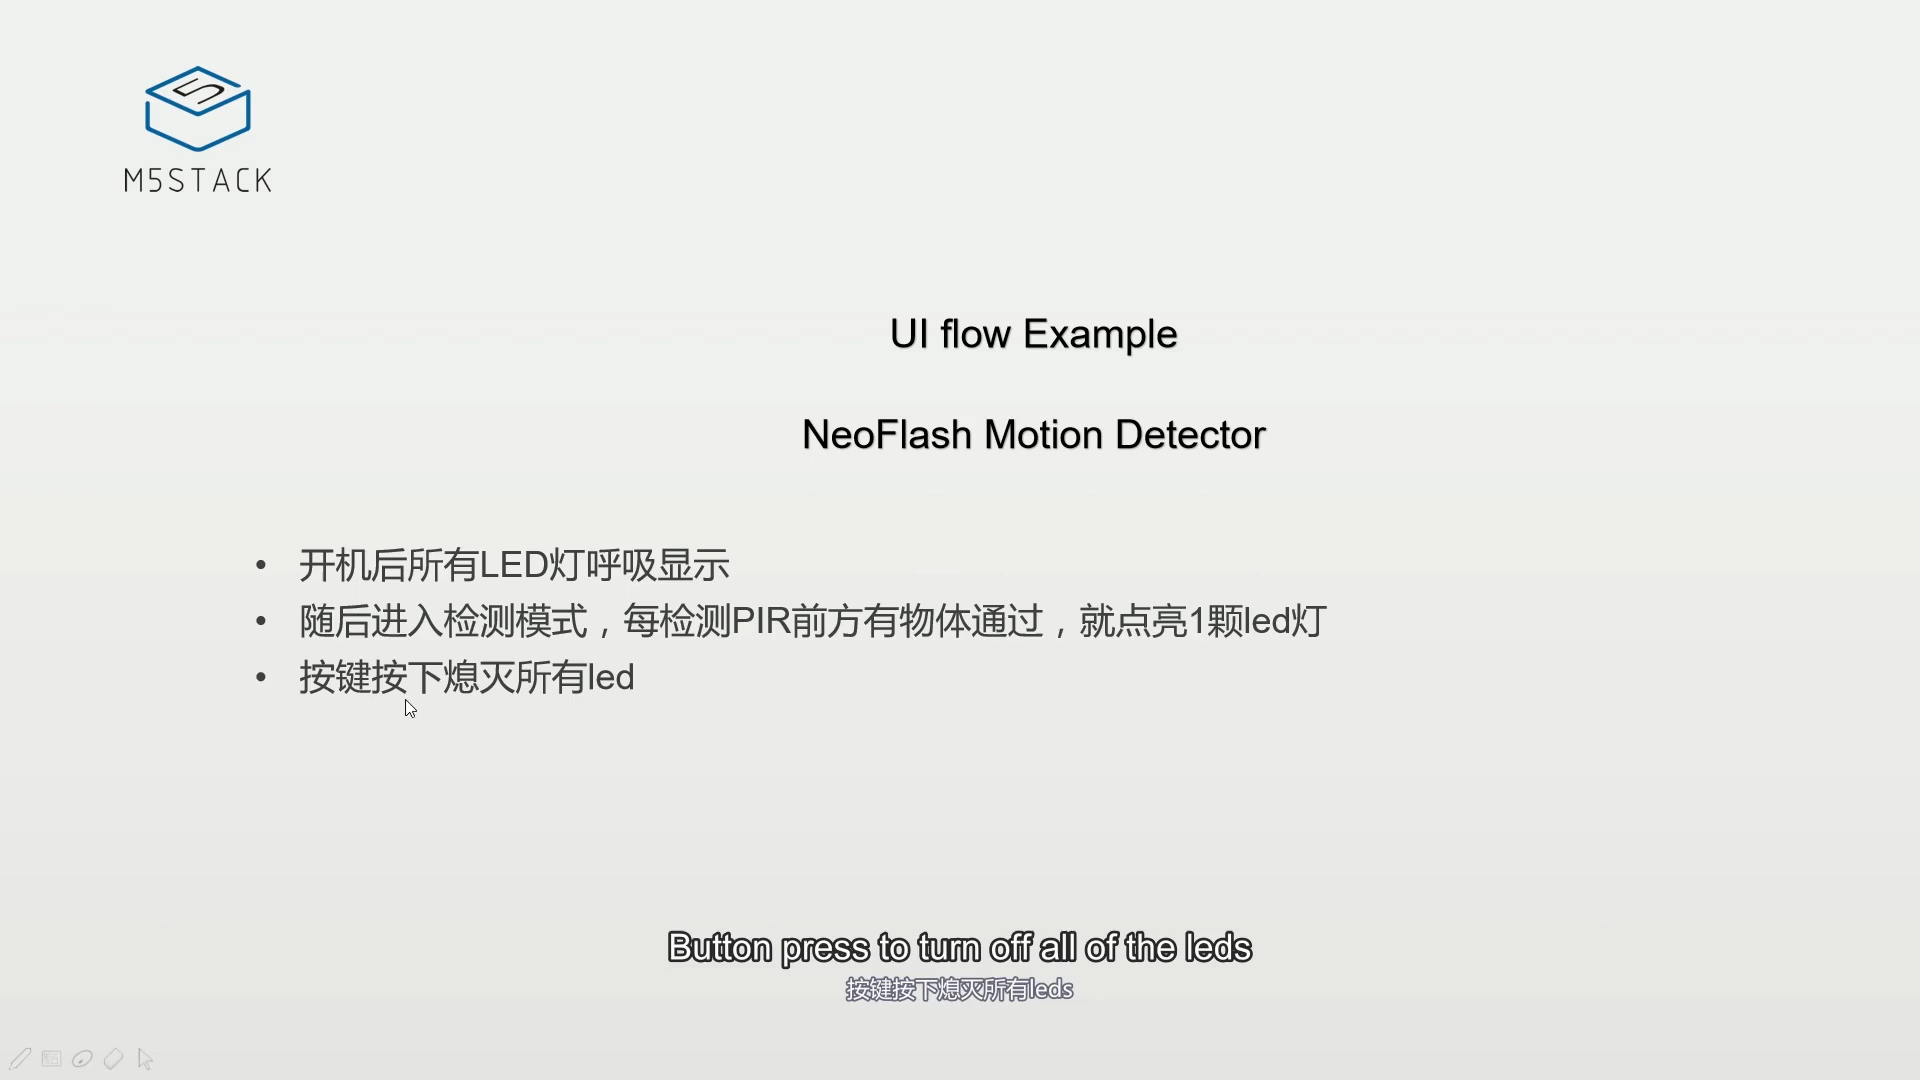 M5STACK
UI flow Example
NeoFlash Motion Detector
• 开机后所有LED灯呼吸显示
• 随后进入检测模式，每检测PIR前方有物体通过，就点亮1颗led灯
• 按键按下熄灭所有led
Button press to turn off all of the leds
按键按下熄灭所有leds